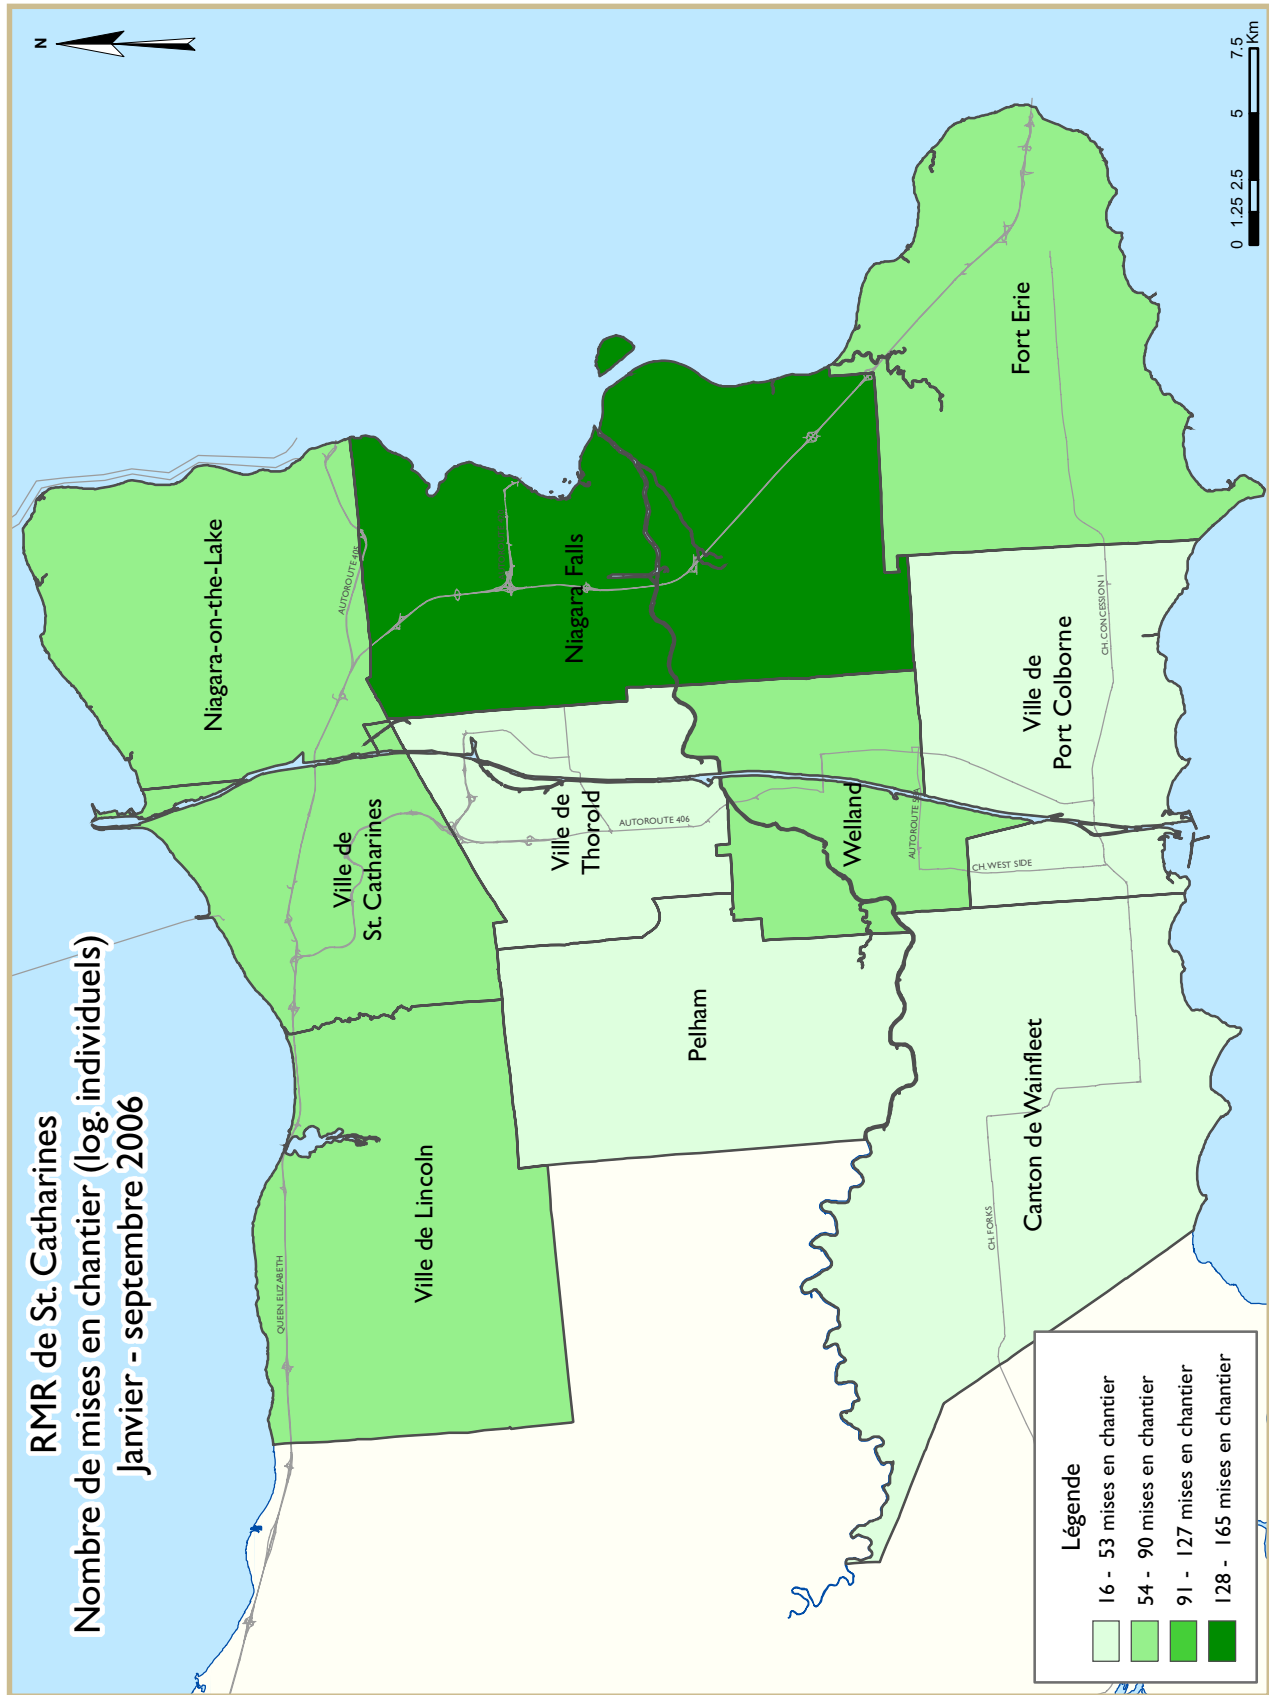 RMR de St. Catharines
Nombre de mises en chantier (log. individuels)
Janvier - septembre 2006
N
Niagara-on-the-Lake
AUTOROUTE 405
Ville de
St. Catharines
QUEEN ELIZABETH
Ville de Lincoln
Niagara Falls
Ville de
Thorold
AUTOROUTE 406
Pelham
Welland
Fort Erie
Ville de
Port Colborne
CH. CONCESSION 1
CH. WEST SIDE
Canton de Wainfleet
CH. FORKS
Légende
16 - 53 mises en chantier
54 - 90 mises en chantier
91 - 127 mises en chantier
128 - 165 mises en chantier
0 1.25 2.5 5 7.5
Km